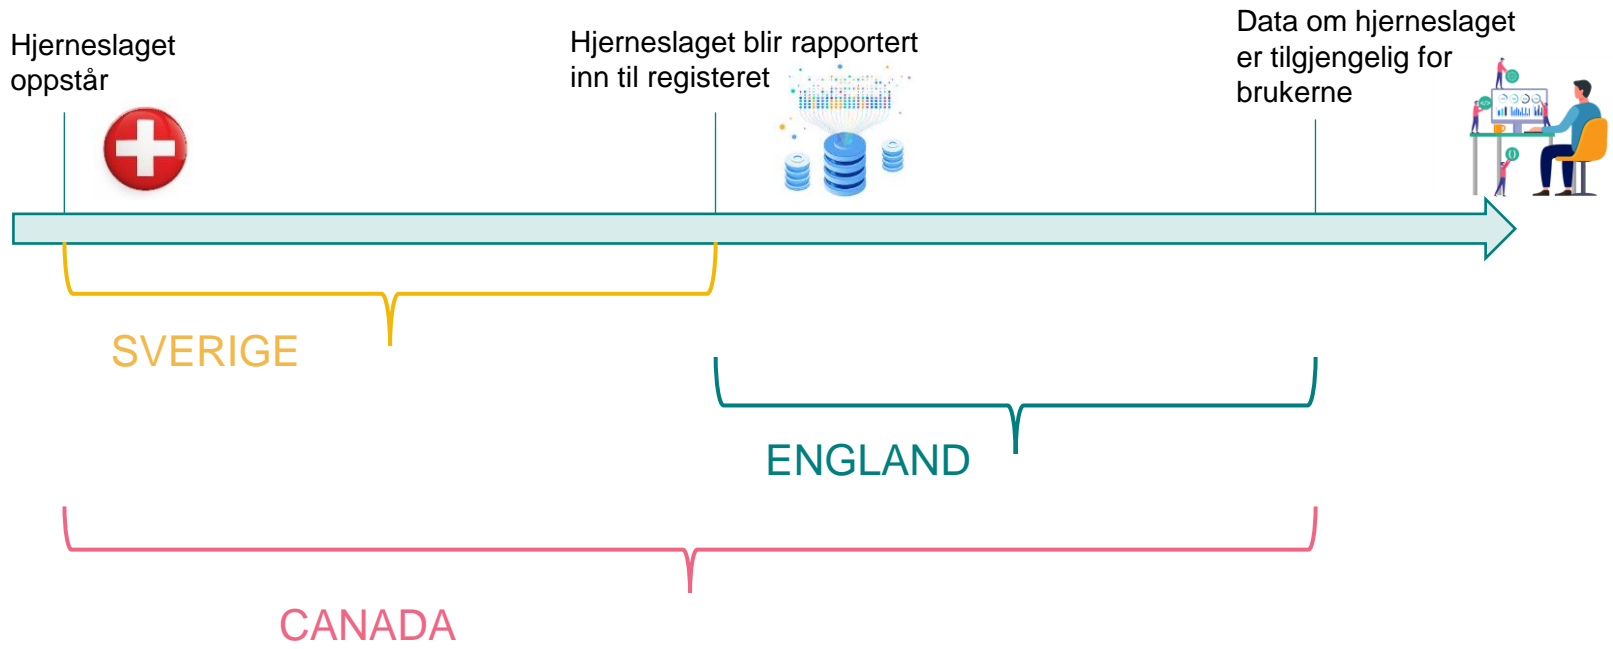 Hjerneslaget
oppstår
Hjerneslaget blir rapportert
inn til registeret
Data om hjerneslaget
er tilgjengelig for
brukerne
SVERIGE
ENGLAND
CANADA